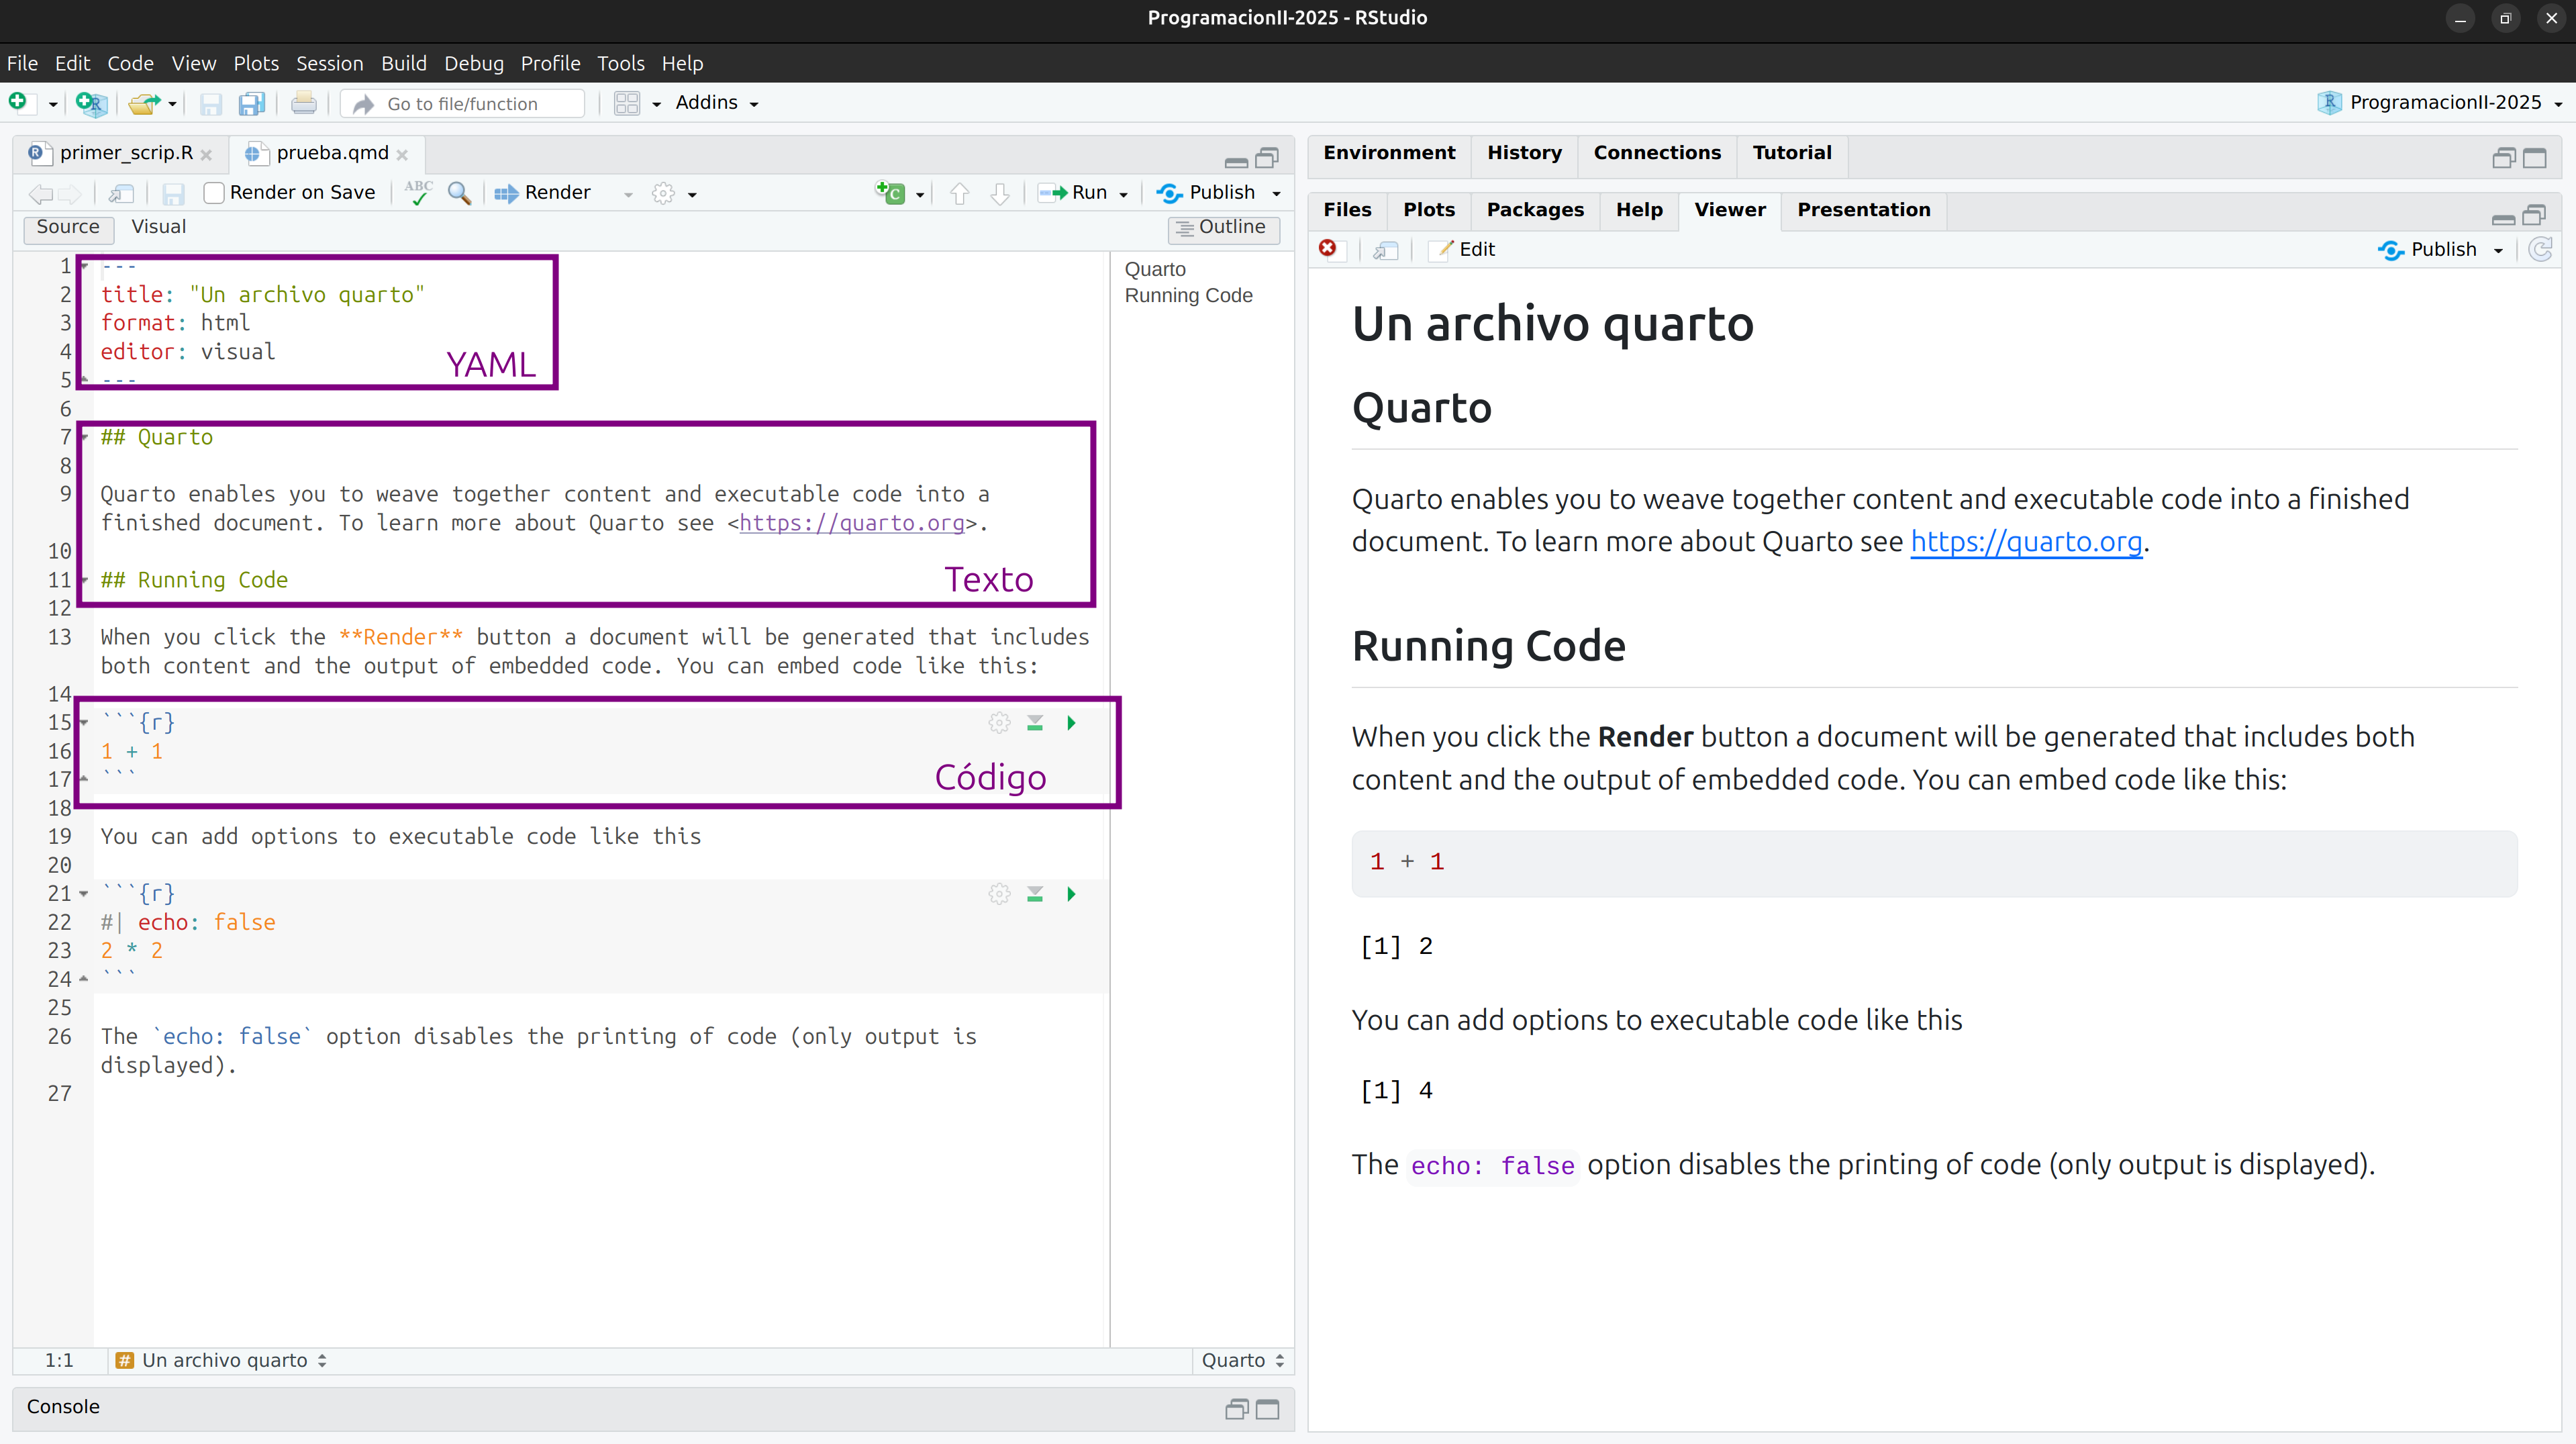 ProgramacionII-2025 - RStudio
File Edit Code View Plots Session Build Debug Profile Tools Help
Go to file/function Addins ProgramacionII-2025
primer_scrip.R prueba.qmd
Render on Save ABC Render Run Publish
Source Visual Outline
1 ---
2 title: "Un archivo quarto"
3 format: html
4 editor: visual
YAML
5 ---
6
7 ## Quarto
8
9 Quarto enables you to weave together content and executable code into a
finished document. To learn more about Quarto see <https://quarto.org>.
10
11 ## Running Code
Texto
12
13 When you click the **Render** button a document will be generated that includes
both content and the output of embedded code. You can embed code like this:
14
15 ```{r}
16 1 + 1
17 ```
Código
18
19 You can add options to executable code like this
20
21 ```{r}
22 #| echo: false
23 2 * 2
24 ```
25
26 The `echo: false` option disables the printing of code (only output is
displayed).
27
Quarto
Running Code
1:1 # Un archivo quarto Quarto
Console
Environment History Connections Tutorial
Files Plots Packages Help Viewer Presentation
Edit Publish
Un archivo quarto
Quarto
Quarto enables you to weave together content and executable code into a finished
document. To learn more about Quarto see https://quarto.org.
Running Code
When you click the Render button a document will be generated that includes both
content and the output of embedded code. You can embed code like this:
1 + 1
[1] 2
You can add options to executable code like this
[1] 4
The echo: false option disables the printing of code (only output is displayed).